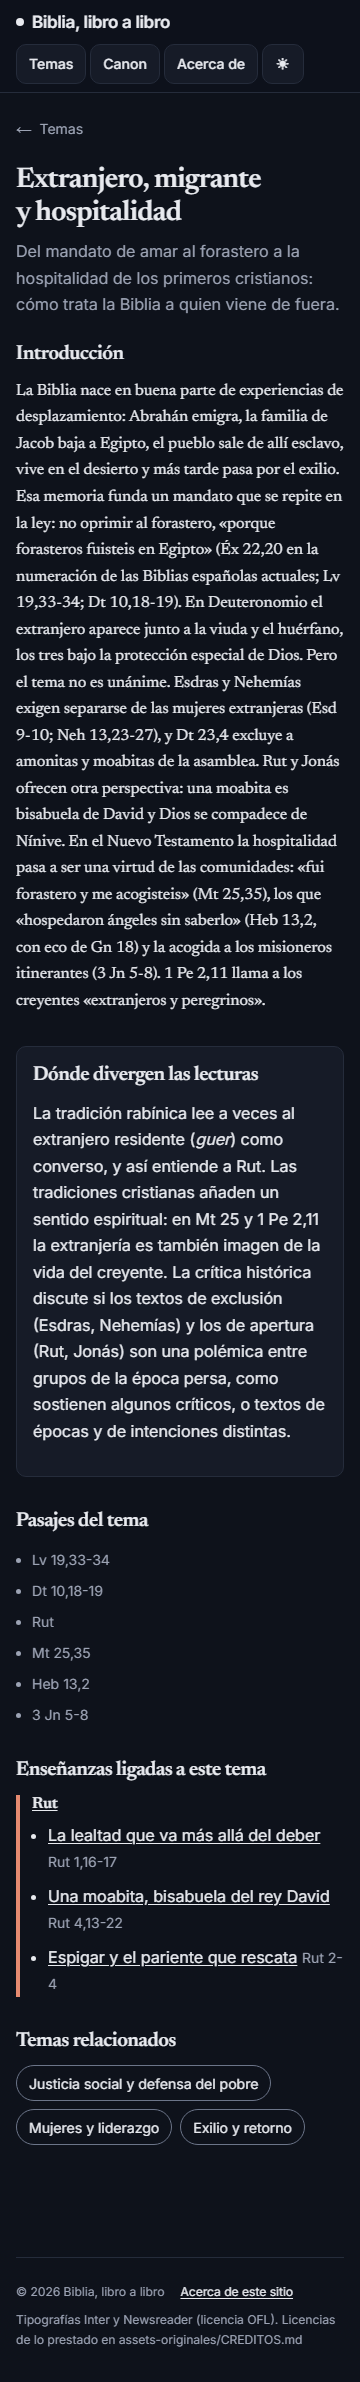 Biblia, libro a libro
Temas Canon Acerca de ☀
← Temas
Extranjero, migrante
y hospitalidad
Del mandato de amar al forastero a la
hospitalidad de los primeros cristianos:
cómo trata la Biblia a quien viene de fuera.
Introducción
La Biblia nace en buena parte de experiencias de
desplazamiento: Abrahán emigra, la familia de
Jacob baja a Egipto, el pueblo sale de allí esclavo,
vive en el desierto y más tarde pasa por el exilio.
Esa memoria funda un mandato que se repite en
la ley: no oprimir al forastero, «porque
forasteros fuisteis en Egipto» (Éx 22,20 en la
numeración de las Biblias españolas actuales; Lv
19,33-34; Dt 10,18-19). En Deuteronomio el
extranjero aparece junto a la viuda y el huérfano,
los tres bajo la protección especial de Dios. Pero
el tema no es unánime. Esdras y Nehemías
exigen separarse de las mujeres extranjeras (Esd
9-10; Neh 13,23-27), y Dt 23,4 excluye a
amonitas y moabitas de la asamblea. Rut y Jonás
ofrecen otra perspectiva: una moabita es
bisabuela de David y Dios se compadece de
Nínive. En el Nuevo Testamento la hospitalidad
pasa a ser una virtud de las comunidades: «fui
forastero y me acogisteis» (Mt 25,35), los que
«hospedaron ángeles sin saberlo» (Heb 13,2,
con eco de Gn 18) y la acogida a los misioneros
itinerantes (3 Jn 5-8). 1 Pe 2,11 llama a los
creyentes «extranjeros y peregrinos».
Dónde divergen las lecturas
La tradición rabínica lee a veces al
extranjero residente (guer) como
converso, y así entiende a Rut. Las
tradiciones cristianas añaden un
sentido espiritual: en Mt 25 y 1 Pe 2,11
la extranjería es también imagen de la
vida del creyente. La crítica histórica
discute si los textos de exclusión
(Esdras, Nehemías) y los de apertura
(Rut, Jonás) son una polémica entre
grupos de la época persa, como
sostienen algunos críticos, o textos de
épocas y de intenciones distintas.
Pasajes del tema
• Lv 19,33-34
• Dt 10,18-19
• Rut
• Mt 25,35
• Heb 13,2
• 3 Jn 5-8
Enseñanzas ligadas a este tema
Rut
• La lealtad que va más allá del deber
Rut 1,16-17
• Una moabita, bisabuela del rey David
Rut 4,13-22
• Espigar y el pariente que rescata Rut 2-
4
Temas relacionados
Justicia social y defensa del pobre
Mujeres y liderazgo Exilio y retorno
© 2026 Biblia, libro a libro Acerca de este sitio
Tipografías Inter y Newsreader (licencia OFL). Licencias
de lo prestado en assets-originales/CREDITOS.md